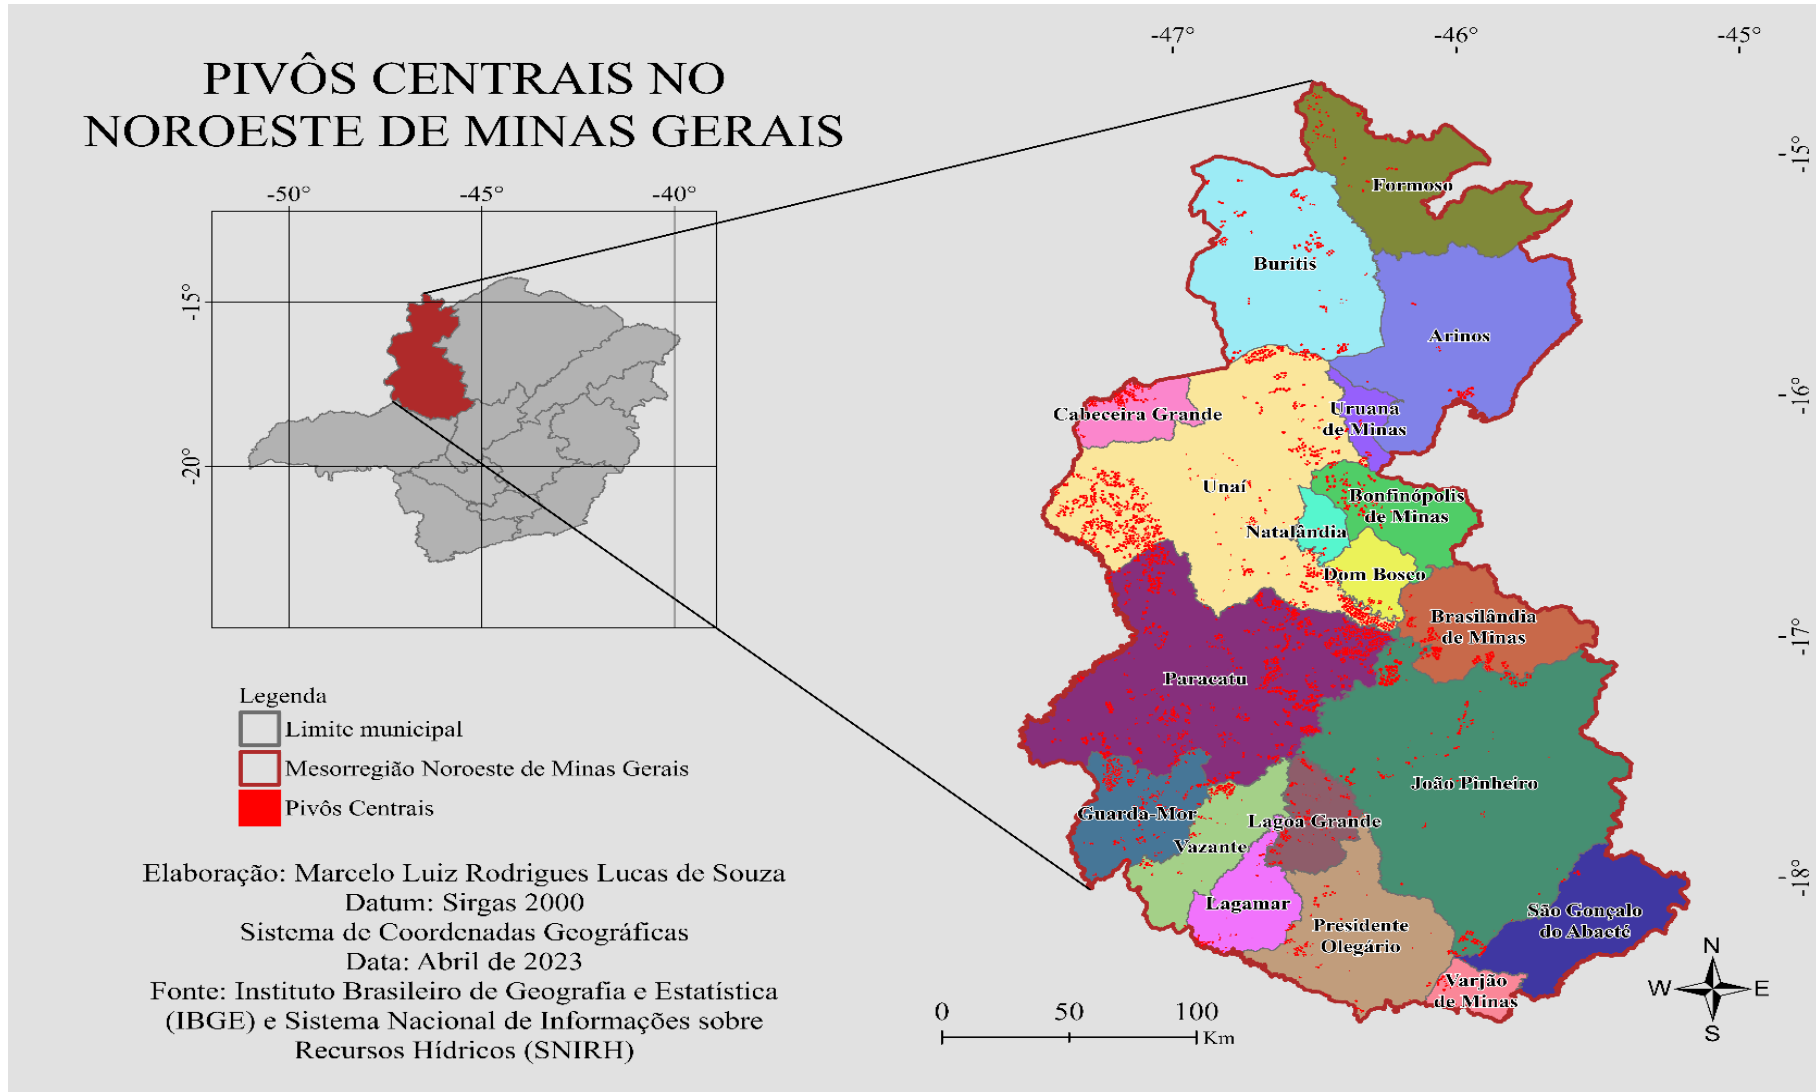 PIVÔS CENTRAIS NO
NOROESTE DE MINAS GERAIS
-50°
-45°
-40°
-15°
-20°
-47°
-46°
-45°
-15°
-16°
-17°
-18°
Formoso
Buritis
Arinos
Cabeceira Grande
Uruana
de Minas
Unaí
Bonfinópolis
de Minas
Natalândia
Dom Bosco
Brasilândia
de Minas
Paracatu
João Pinheiro
Guarda-Mor
Lagoa Grande
Vazante
Lagamar
Presidente
Olegário
São Gonçalo
do Abaeté
Varjão
de Minas
Legenda
Limite municipal
Mesorregião Noroeste de Minas Gerais
Pivôs Centrais
Elaboração: Marcelo Luiz Rodrigues Lucas de Souza
Datum: Sirgas 2000
Sistema de Coordenadas Geográficas
Data: Abril de 2023
Fonte: Instituto Brasileiro de Geografia e Estatística
(IBGE) e Sistema Nacional de Informações sobre
Recursos Hídricos (SNIRH)
0 50 100
Km
N
W E
S